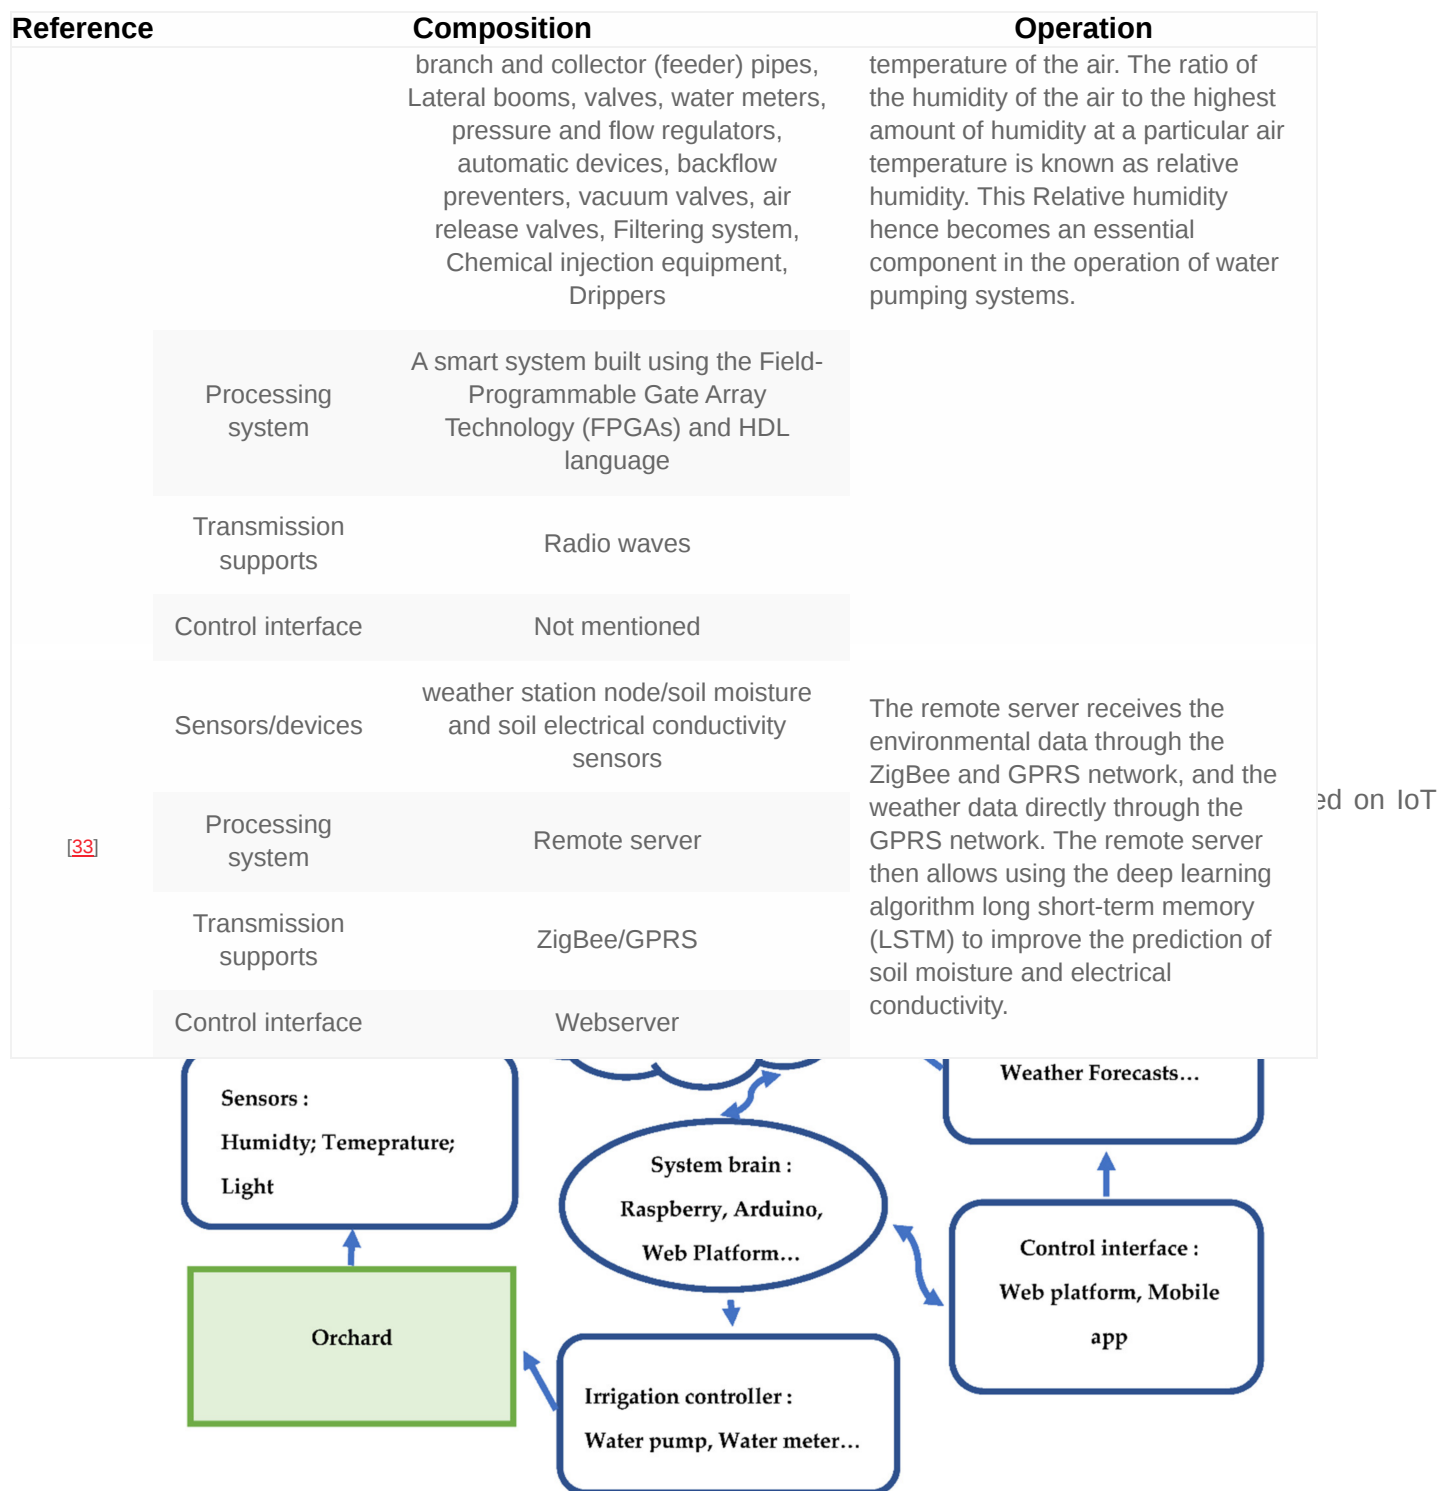 Reference Composition Operation
branch and collector (feeder) pipes,
Lateral booms, valves, water meters,
pressure and flow regulators,
automatic devices, backflow
preventers, vacuum valves, air
release valves, Filtering system,
Chemical injection equipment,
Drippers
temperature of the air. The ratio of
the humidity of the air to the highest
amount of humidity at a particular air
temperature is known as relative
humidity. This Relative humidity
hence becomes an essential
component in the operation of water
pumping systems.
Processing
system
A smart system built using the Field-
Programmable Gate Array
Technology (FPGAs) and HDL
language
Transmission
supports
Radio waves
Control interface
Not mentioned
[33]
Sensors/devices
weather station node/soil moisture
and soil electrical conductivity
sensors
Processing
system
Remote server
Transmission
supports
ZigBee/GPRS
Control interface
Webserver
The remote server receives the
environmental data through the
ZigBee and GPRS network, and the
weather data directly through the
GPRS network. The remote server
then allows using the deep learning
algorithm long short-term memory
(LSTM) to improve the prediction of
soil moisture and electrical
conductivity.
on IoT
Weather Forecasts...
Sensors :
Humidty; Temeprature;
Light
System brain :
Raspberry, Arduino,
Web Platform...
Control interface :
Web platform, Mobile
app
Orchard
Irrigation controller :
Water pump, Water meter...